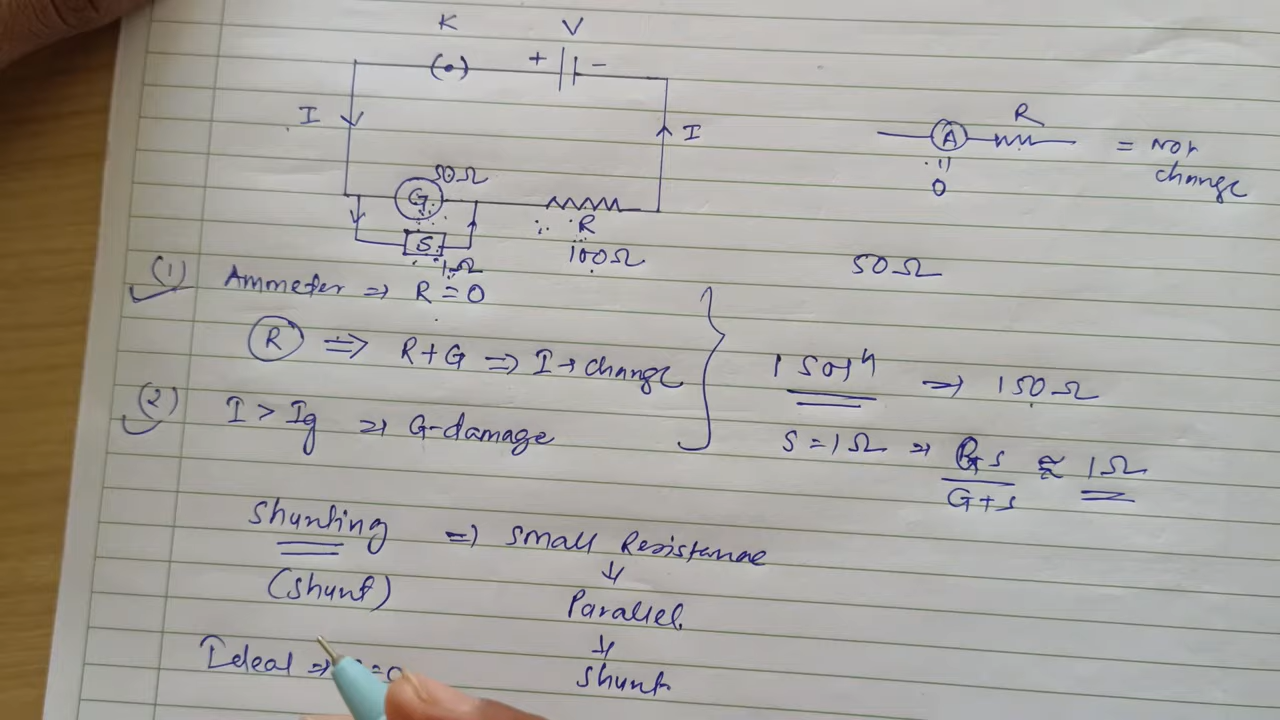 K V
+ -
I I
R
A = not change
0
50Ω
G
R
S
100Ω
1Ω
50Ω
(1) Ammeter ⇒ R = 0
R ⇒ R+G ⇒ I → change
(2) I > Ig ⇒ G-damage
150Ω
S = 1Ω ⇒ GS / G+S ≈ 1Ω
Shunting ⇒ Small Resistance
(Shunt) ↓
Parallel
↓
Shunt
Ideal ⇒ =0